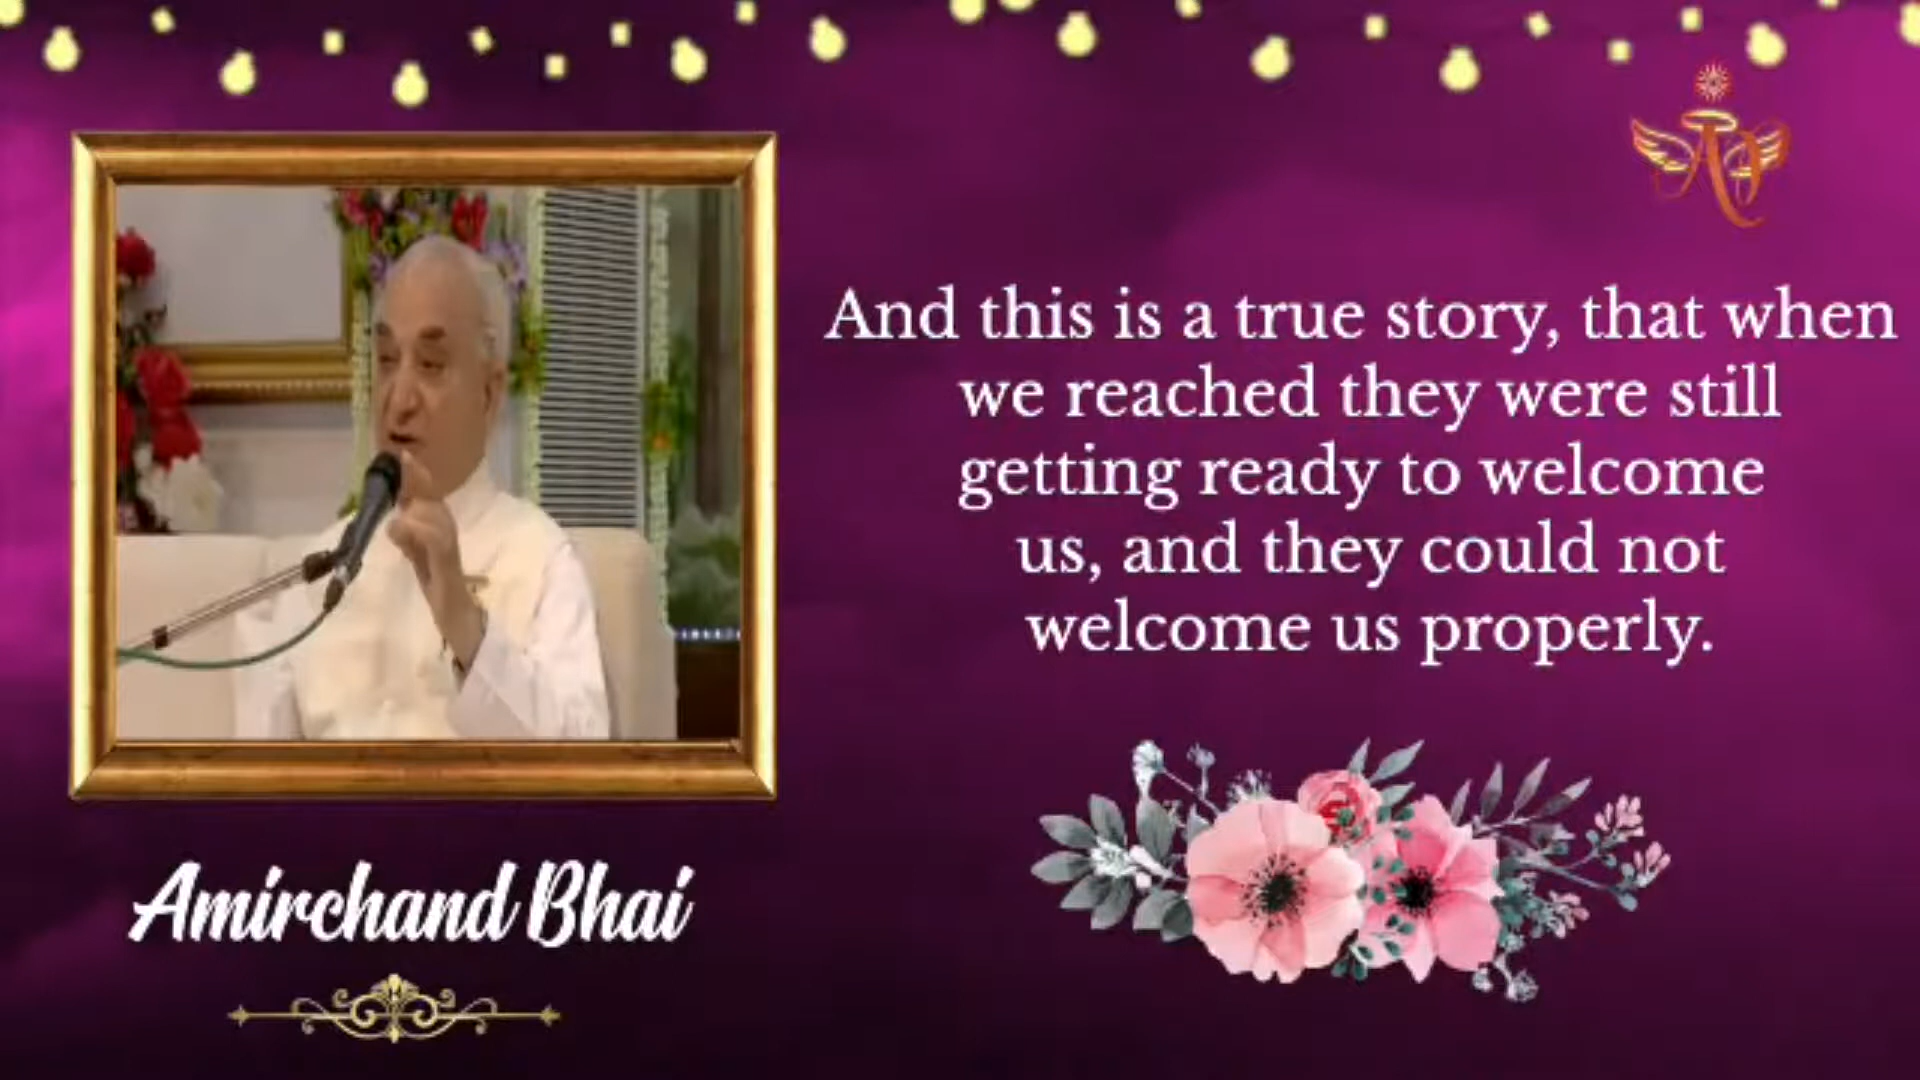 And this is a true story, that when
we reached they were still
getting ready to welcome
us, and they could not
welcome us properly.
Amirchand Bhai